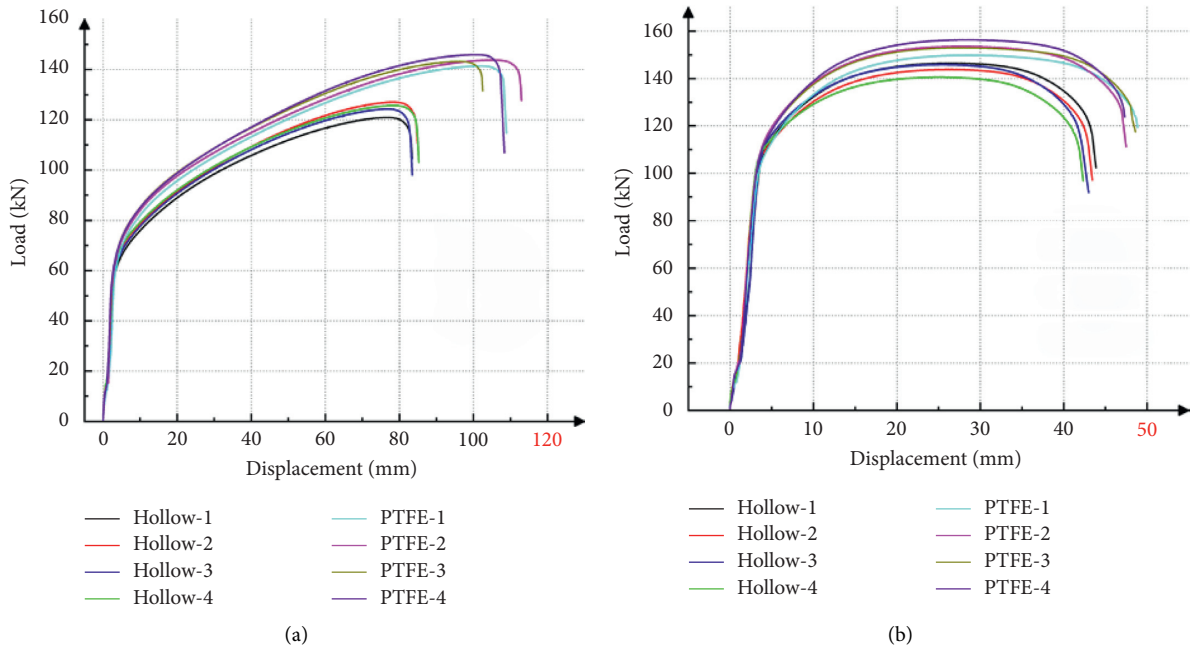 160
140
120
100
80
60
40
20
0
Load (kN)
0 20 40 60 80 100 120
Displacement (mm)
Hollow-1 PTFE-1
Hollow-2 PTFE-2
Hollow-3 PTFE-3
Hollow-4 PTFE-4
(a)
160
140
120
100
80
60
40
20
0
Load (kN)
0 10 20 30 40 50
Displacement (mm)
Hollow-1 PTFE-1
Hollow-2 PTFE-2
Hollow-3 PTFE-3
Hollow-4 PTFE-4
(b)